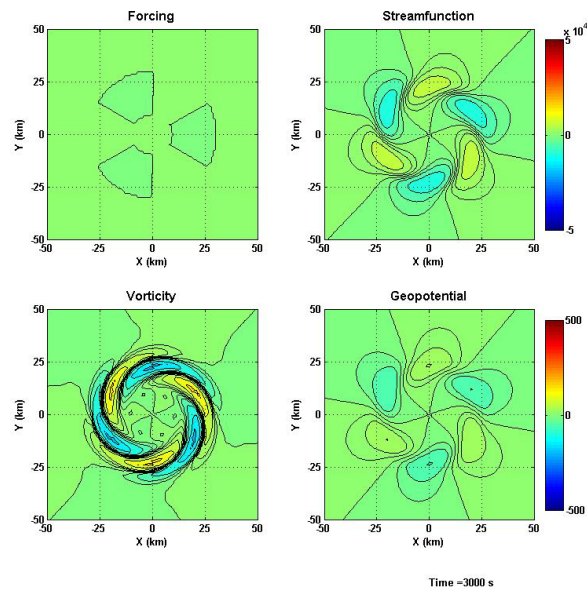 Forcing
Streamfunction
x 10⁴
50
25
0
-25
-50
-50 -25 0 25 50
X (km)
Y (km)
50
25
0
-25
-50
-50 -25 0 25 50
X (km)
Y (km)
5
0
-5
Vorticity
Geopotential
50
25
0
-25
-50
-50 -25 0 25 50
X (km)
Y (km)
50
25
0
-25
-50
-50 -25 0 25 50
X (km)
Y (km)
500
0
-500
Time =3000 s